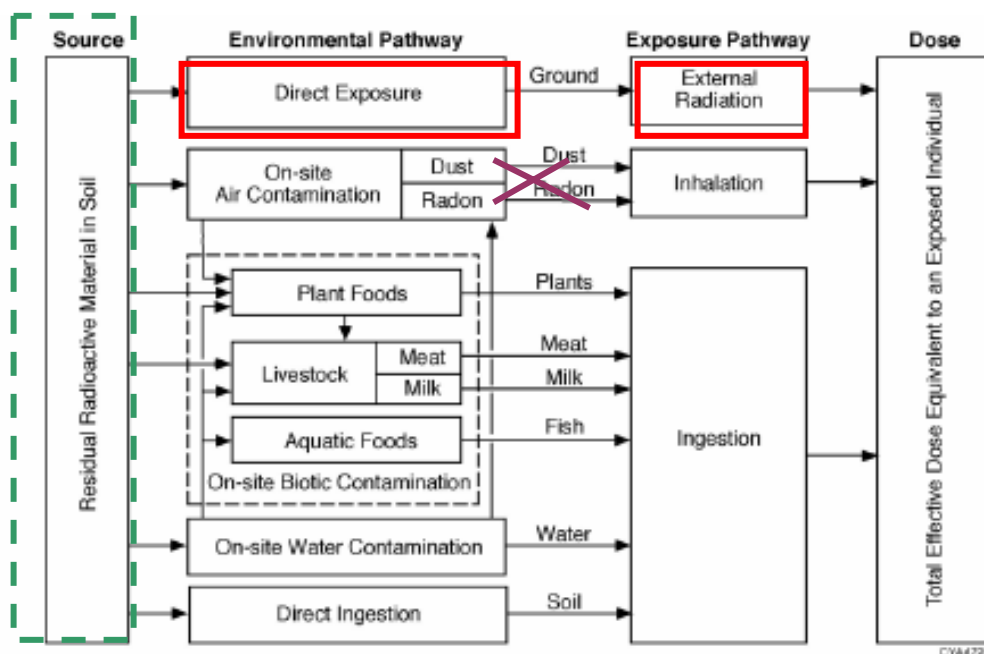 Source
Environmental Pathway
Exposure Pathway
Dose
Residual Radioactive Material in Soil
Direct Exposure
Ground
External
Radiation
On-site
Air Contamination
Dust
Radon
Dust
Radon
Inhalation
Plant Foods
Plants
Livestock
Meat
Milk
Meat
Milk
Aquatic Foods
Fish
On-site Biotic Contamination
Ingestion
On-site Water Contamination
Water
Direct Ingestion
Soil
Total Effective Dose Equivalent to an Exposed Individual